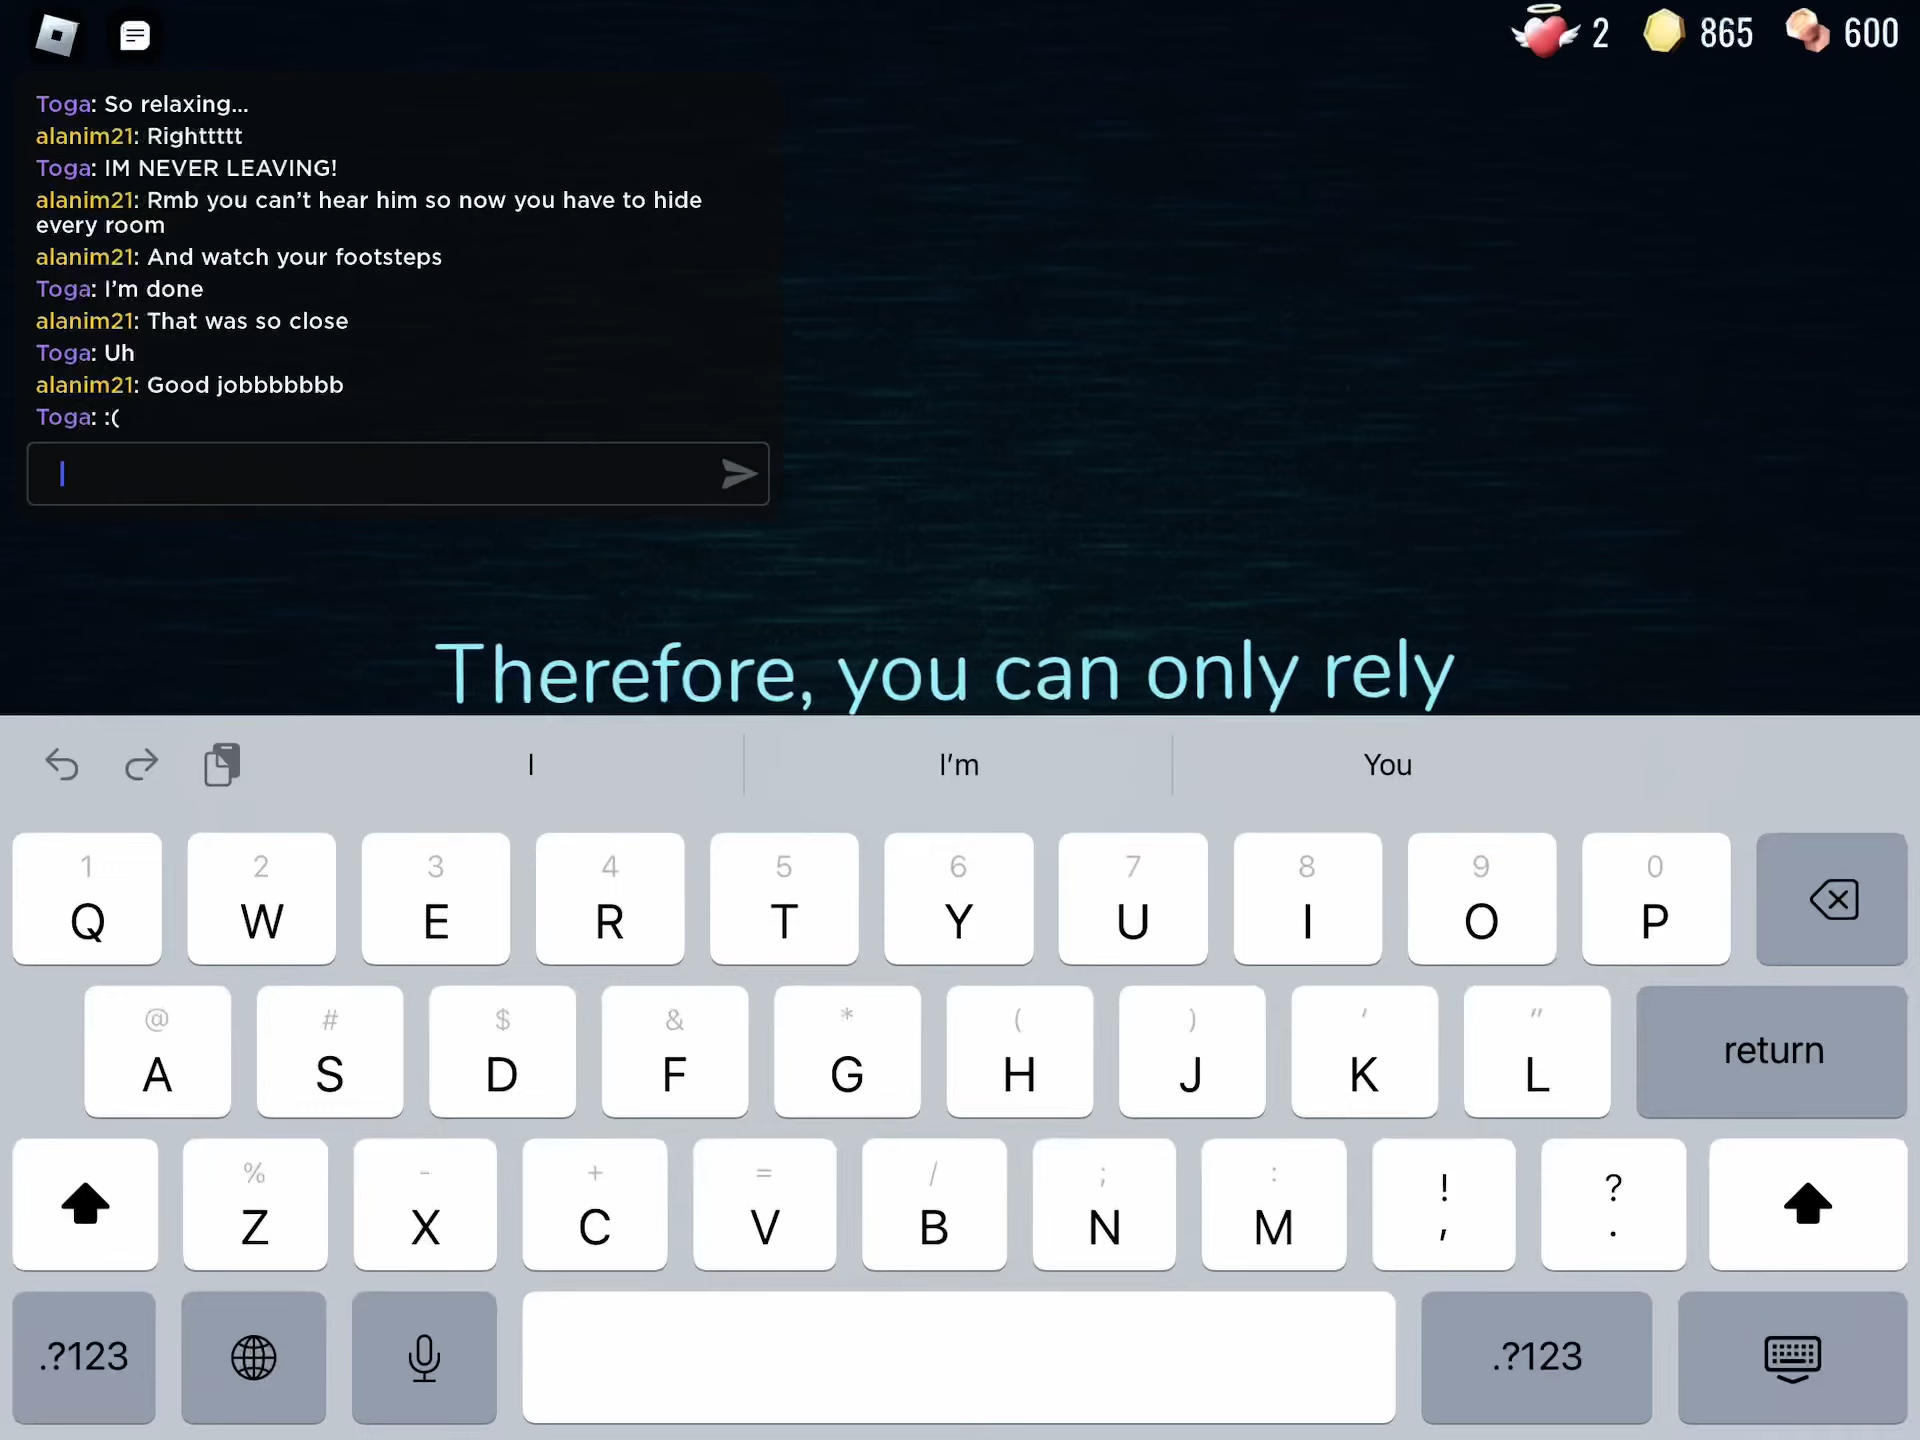 2 865 600
Toga: So relaxing...
alanim21: Rightttt
Toga: IM NEVER LEAVING!
alanim21: Rmb you can't hear him so now you have to hide
every room
alanim21: And watch your footsteps
Toga: I'm done
alanim21: That was so close
Toga: Uh
alanim21: Good jobbbbbbb
Toga: :(
Therefore, you can only rely
I I'm You
1 2 3 4 5 6 7 8 9 0
Q W E R T Y U I O P
@ # $ & * ( ) ' "
A S D F G H J K L return
% - + = / ; : ! ?
Z X C V B N M , .
.?123 .?123